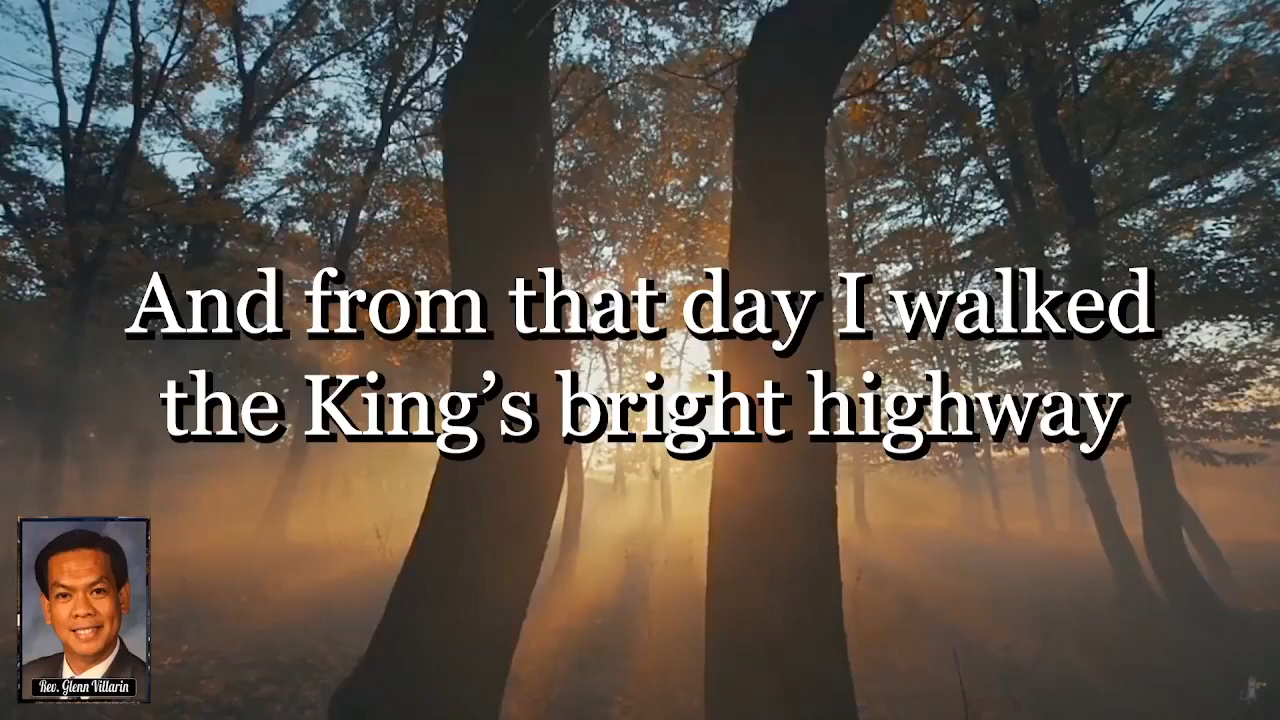 And from that day I walked
the King’s bright highway
Rev. Glenn Villarin